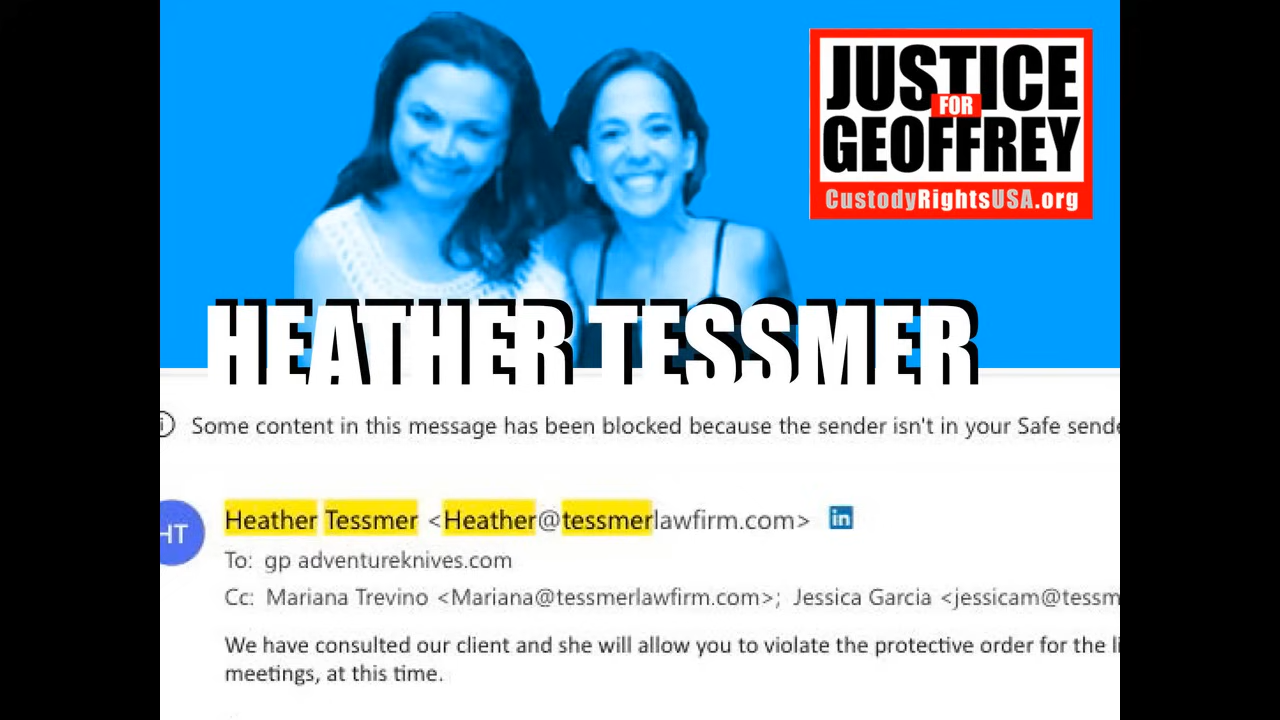 JUSTICE
FOR
GEOFFREY
CustodyRightsUSA.org
HEATHER TESSMER
Some content in this message has been blocked because the sender isn't in your Safe sende
HT
Heather Tessmer <Heather@tessmerlawfirm.com> in
To: gp adventureknives.com
Cc: Mariana Trevino <Mariana@tessmerlawfirm.com>; Jessica Garcia <jessicam@tessm
We have consulted our client and she will allow you to violate the protective order for the li
meetings, at this time.